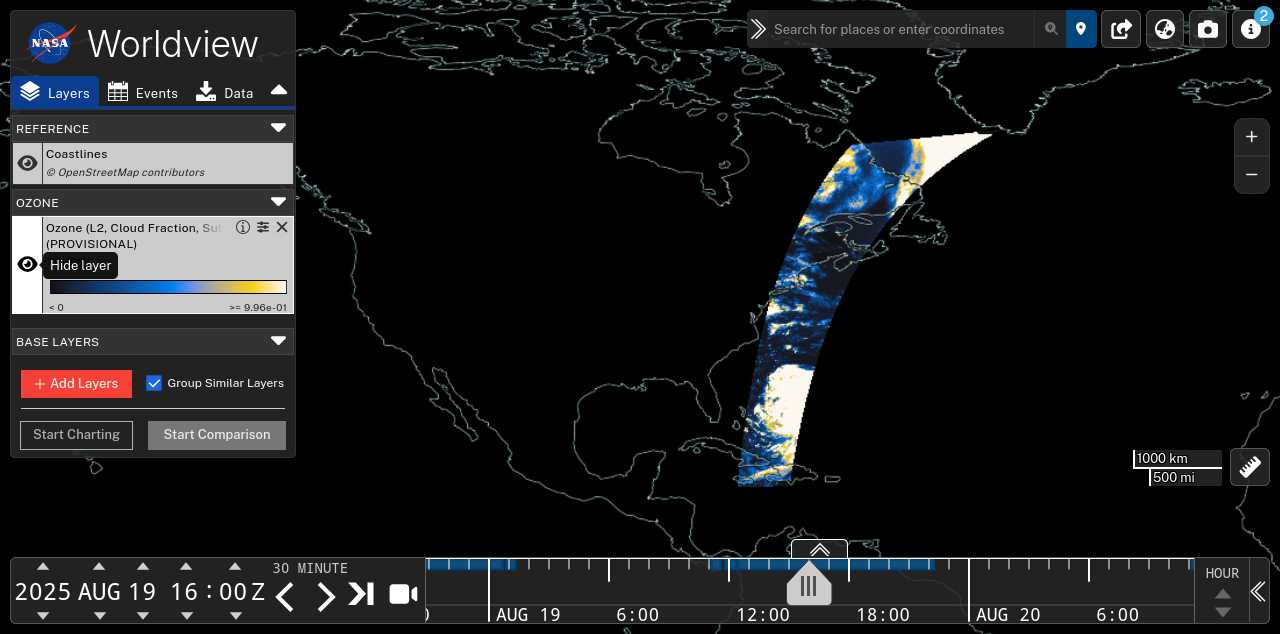 NASA
Worldview
Layers
Events
Data
REFERENCE
Coastlines
© OpenStreetMap contributors
OZONE
Ozone (L2, Cloud Fraction,
(PROVISIONAL)
Hide layer
< 0
>= 9.96e-01
BASE LAYERS
+ Add Layers
Group Similar Layers
Start Charting
Start Comparison
Search for places or enter coordinates
2
+
−
1000 km
500 mi
2025 AUG 19 16:00 Z
30 MINUTE
AUG 19
6:00
12:00
18:00
AUG 20
6:00
HOUR